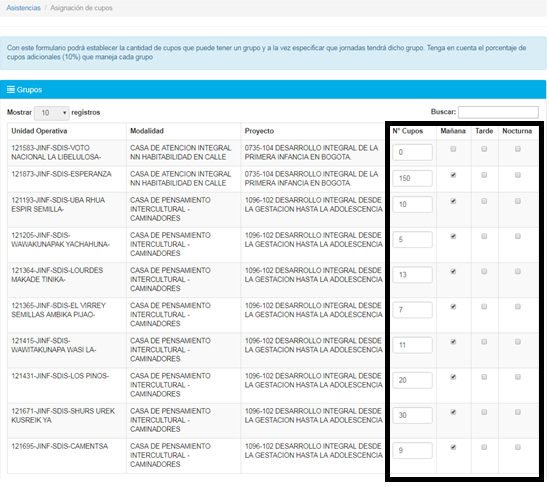 Asistencias / Asignación de cupos
Con este formulario podrá establecer la cantidad de cupos que puede tener un grupo y a la vez especificar que jornadas tendrá dicho grupo. Tenga en cuenta el porcentaje de
cupos adicionales (10%) que maneja cada grupo
Grupos
Mostrar 10 registros Buscar:
Unidad Operativa Modalidad Proyecto N° Cupos Mañana Tarde Nocturna
121583-JINF-SDIS-VOTO CASA DE ATENCION INTEGRAL 0735-104 DESARROLLO INTEGRAL DE LA 0
NACIONAL LA LIBELULOSA- NN HABITABILIDAD EN CALLE PRIMERA INFANCIA EN BOGOTA
121873-JINF-SDIS-ESPERANZA CASA DE ATENCION INTEGRAL 0735-104 DESARROLLO INTEGRAL DE LA 150
NN HABITABILIDAD EN CALLE PRIMERA INFANCIA EN BOGOTA
121193-JINF-SDIS-UBA RHUA CASA DE PENSAMIENTO 1096-102 DESARROLLO INTEGRAL DESDE 10
ESPIR SEMILLA- INTERCULTURAL - LA GESTACION HASTA LA ADOLESCENCIA
CAMINADORES
121205-JINF-SDIS- CASA DE PENSAMIENTO 1096-102 DESARROLLO INTEGRAL DESDE 5
WAWAKUNAPAK YACHAHUNA- INTERCULTURAL - LA GESTACION HASTA LA ADOLESCENCIA
CAMINADORES
121364-JINF-SDIS-LOURDES CASA DE PENSAMIENTO 1096-102 DESARROLLO INTEGRAL DESDE 13
MAKADE TINIKA- INTERCULTURAL - LA GESTACION HASTA LA ADOLESCENCIA
CAMINADORES
121365-JINF-SDIS-EL VIRREY CASA DE PENSAMIENTO 1096-102 DESARROLLO INTEGRAL DESDE 7
SEMILLAS AMBIKA PIJAO- INTERCULTURAL - LA GESTACION HASTA LA ADOLESCENCIA
CAMINADORES
121415-JINF-SDIS- CASA DE PENSAMIENTO 1096-102 DESARROLLO INTEGRAL DESDE 11
WAWITAKUNAPA WASI LA- INTERCULTURAL - LA GESTACION HASTA LA ADOLESCENCIA
CAMINADORES
121431-JINF-SDIS-LOS PINOS- CASA DE PENSAMIENTO 1096-102 DESARROLLO INTEGRAL DESDE 20
INTERCULTURAL - LA GESTACION HASTA LA ADOLESCENCIA
CAMINADORES
121671-JINF-SDIS-SHURS UREK CASA DE PENSAMIENTO 1096-102 DESARROLLO INTEGRAL DESDE 30
KUSREIK YA INTERCULTURAL - LA GESTACION HASTA LA ADOLESCENCIA
CAMINADORES
121695-JINF-SDIS-CAMENTSA CASA DE PENSAMIENTO 1096-102 DESARROLLO INTEGRAL DESDE 9
INTERCULTURAL - LA GESTACION HASTA LA ADOLESCENCIA
CAMINADORES